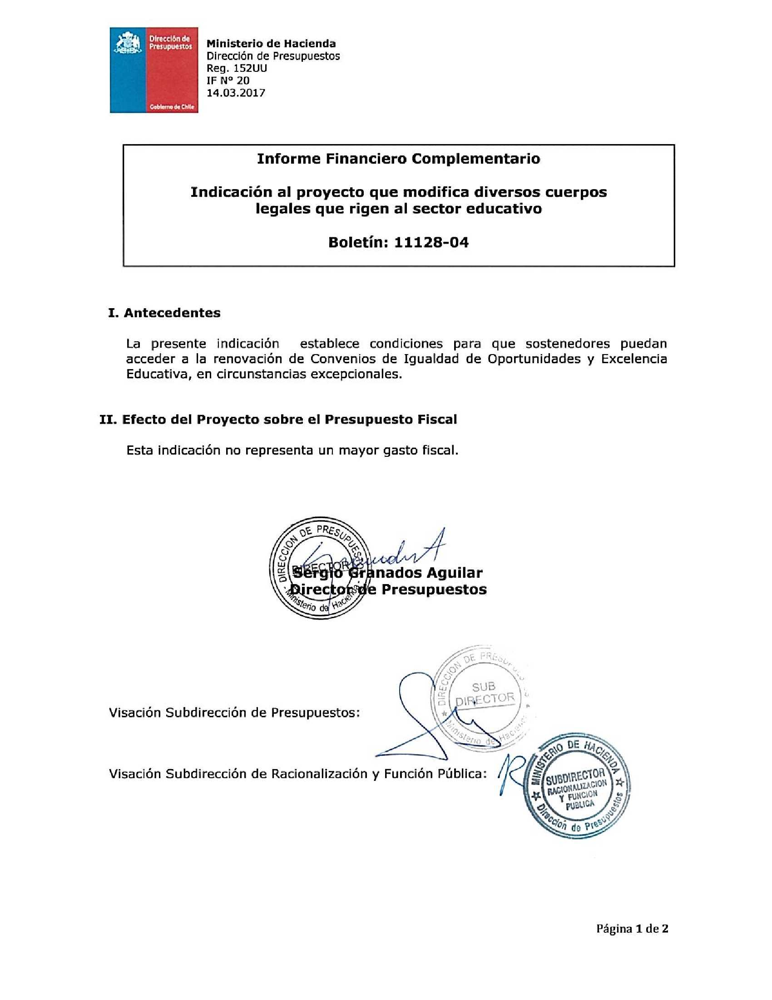 Dirección de
Presupuestos
Gobierno de Chile
Ministerio de Hacienda
Dirección de Presupuestos
Reg. 152UU
IF Nº 20
14.03.2017
Informe Financiero Complementario
Indicación al proyecto que modifica diversos cuerpos
legales que rigen al sector educativo
Boletín: 11128-04
I. Antecedentes
La presente indicación establece condiciones para que sostenedores puedan
acceder a la renovación de Convenios de Igualdad de Oportunidades y Excelencia
Educativa, en circunstancias excepcionales.
II. Efecto del Proyecto sobre el Presupuesto Fiscal
Esta indicación no representa un mayor gasto fiscal.
DIRECCION DE PRESUPUESTOS
DIRECTOR
Ministerio de Hacienda
Sergio Granados Aguilar
Director de Presupuestos
DIRECCION DE
SUB
DIRECTOR
Ministerio de Hacienda
Visación Subdirección de Presupuestos:
Visación Subdirección de Racionalización y Función Pública:
MINISTERIO DE HACIENDA
SUBDIRECTOR
RACIONALIZACION
Y FUNCION
PUBLICA
Dirección de Presupuestos
Página 1 de 2